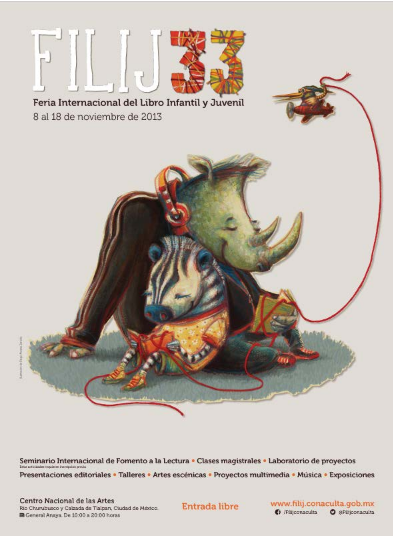 FILIJ 33
Feria Internacional del Libro Infantil y Juvenil
8 al 18 de noviembre de 2013
Seminario Internacional de Fomento a la Lectura • Clases magistrales • Laboratorio de proyectos
Presentaciones editoriales • Talleres • Artes escénicas • Proyectos multimedia • Música • Exposiciones
Centro Nacional de las Artes
Río Churubusco y Calzada de Tlalpan, Ciudad de México.
General Anaya. De 10:00 a 20:00 horas
Entrada libre
www.filij.conaculta.gob.mx
/Filijconaculta @Filijconaculta